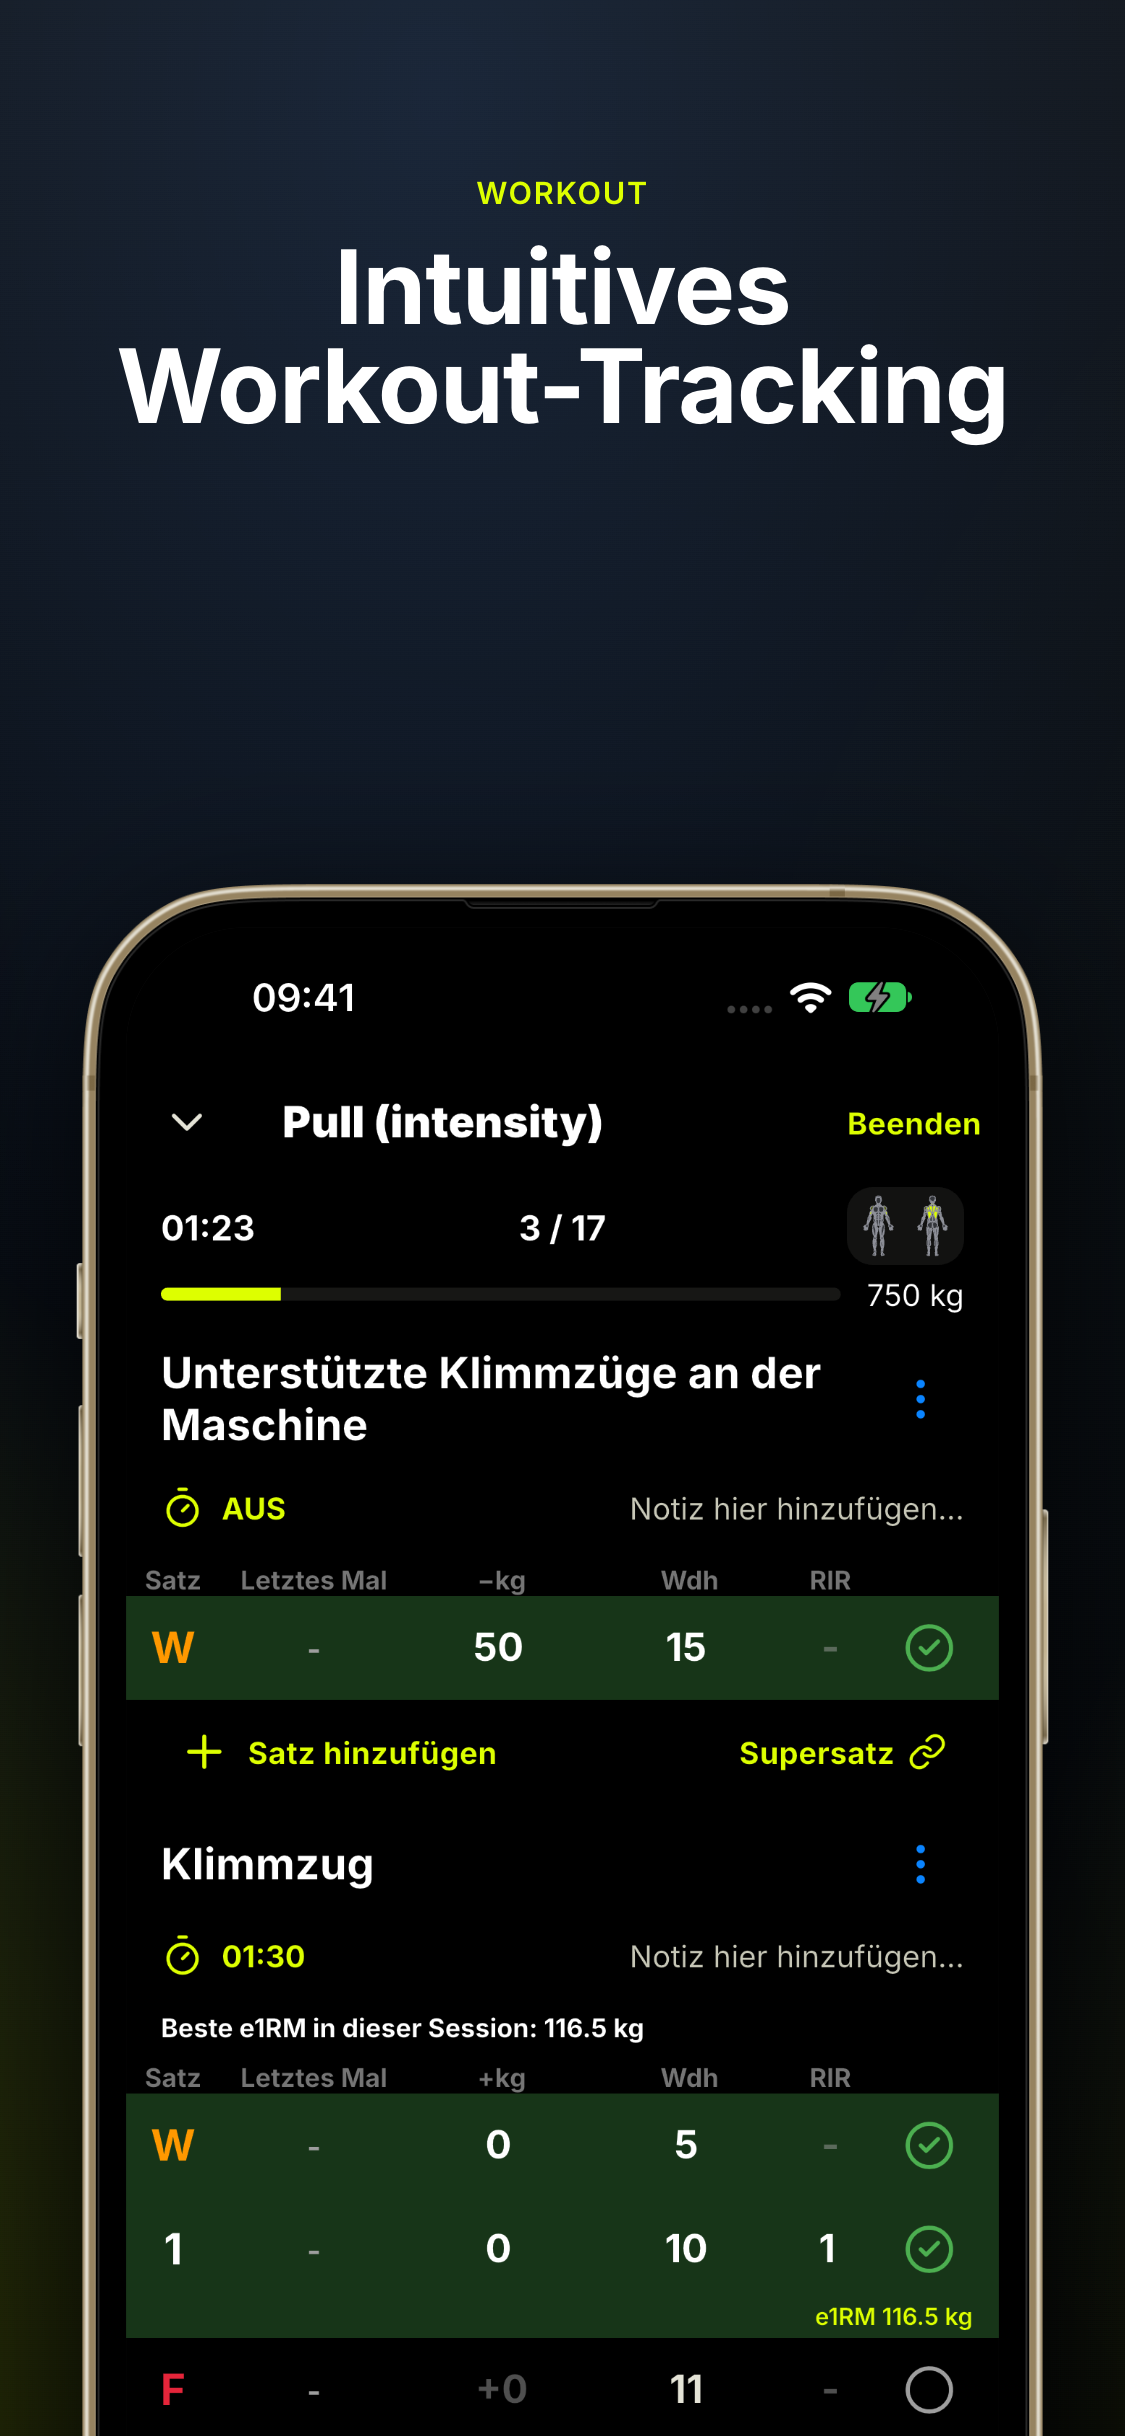 WORKOUT
Intuitives
Workout-Tracking
09:41
Pull (intensity)
Beenden
01:23
3 / 17
750 kg
Unterstützte Klimmzüge an der
Maschine
AUS
Notiz hier hinzufügen...
Satz Letztes Mal −kg Wdh RIR
W - 50 15 -
Satz hinzufügen
Supersatz
Klimmzug
01:30
Notiz hier hinzufügen...
Beste e1RM in dieser Session: 116.5 kg
Satz Letztes Mal +kg Wdh RIR
W - 0 5 -
1 - 0 10 1
e1RM 116.5 kg
F - +0 11 -